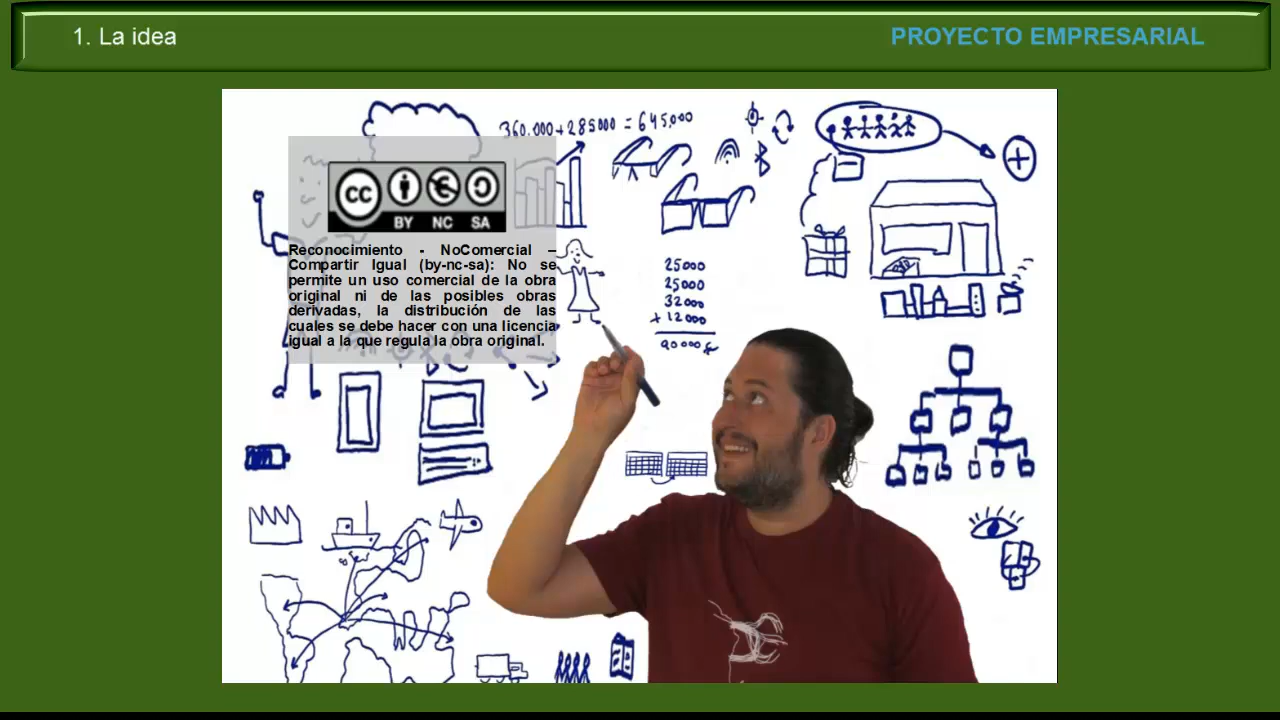 1. La idea
PROYECTO EMPRESARIAL
360.000+285000 = 645.000
cc
BY NC SA
Reconocimiento - NoComercial –
Compartir Igual (by-nc-sa): No se
permite un uso comercial de la obra
original ni de las posibles obras
derivadas, la distribución de las
cuales se debe hacer con una licencia
igual a la que regula la obra original.
25000
25000
32000
+ 12000
90000